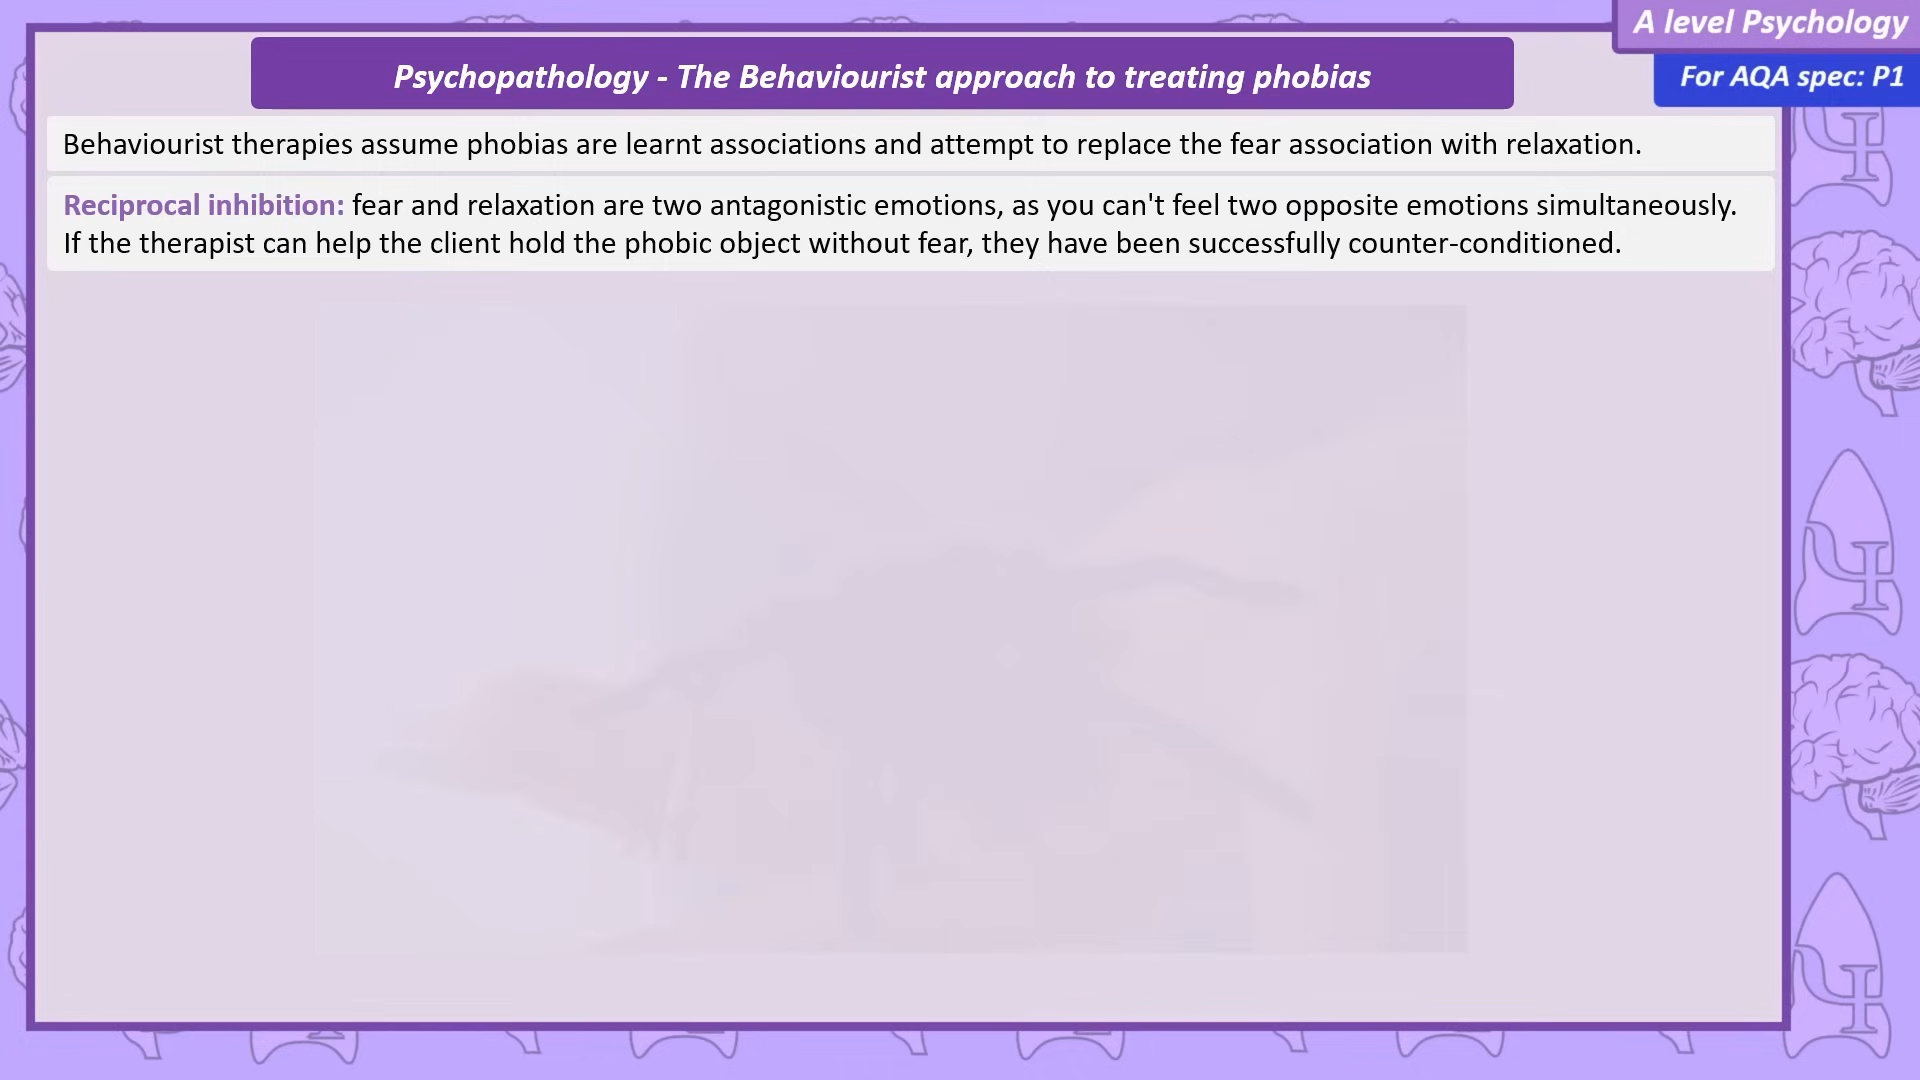 A level Psychology
Psychopathology - The Behaviourist approach to treating phobias
For AQA spec: P1
Behaviourist therapies assume phobias are learnt associations and attempt to replace the fear association with relaxation.
Reciprocal inhibition: fear and relaxation are two antagonistic emotions, as you can't feel two opposite emotions simultaneously.
If the therapist can help the client hold the phobic object without fear, they have been successfully counter-conditioned.